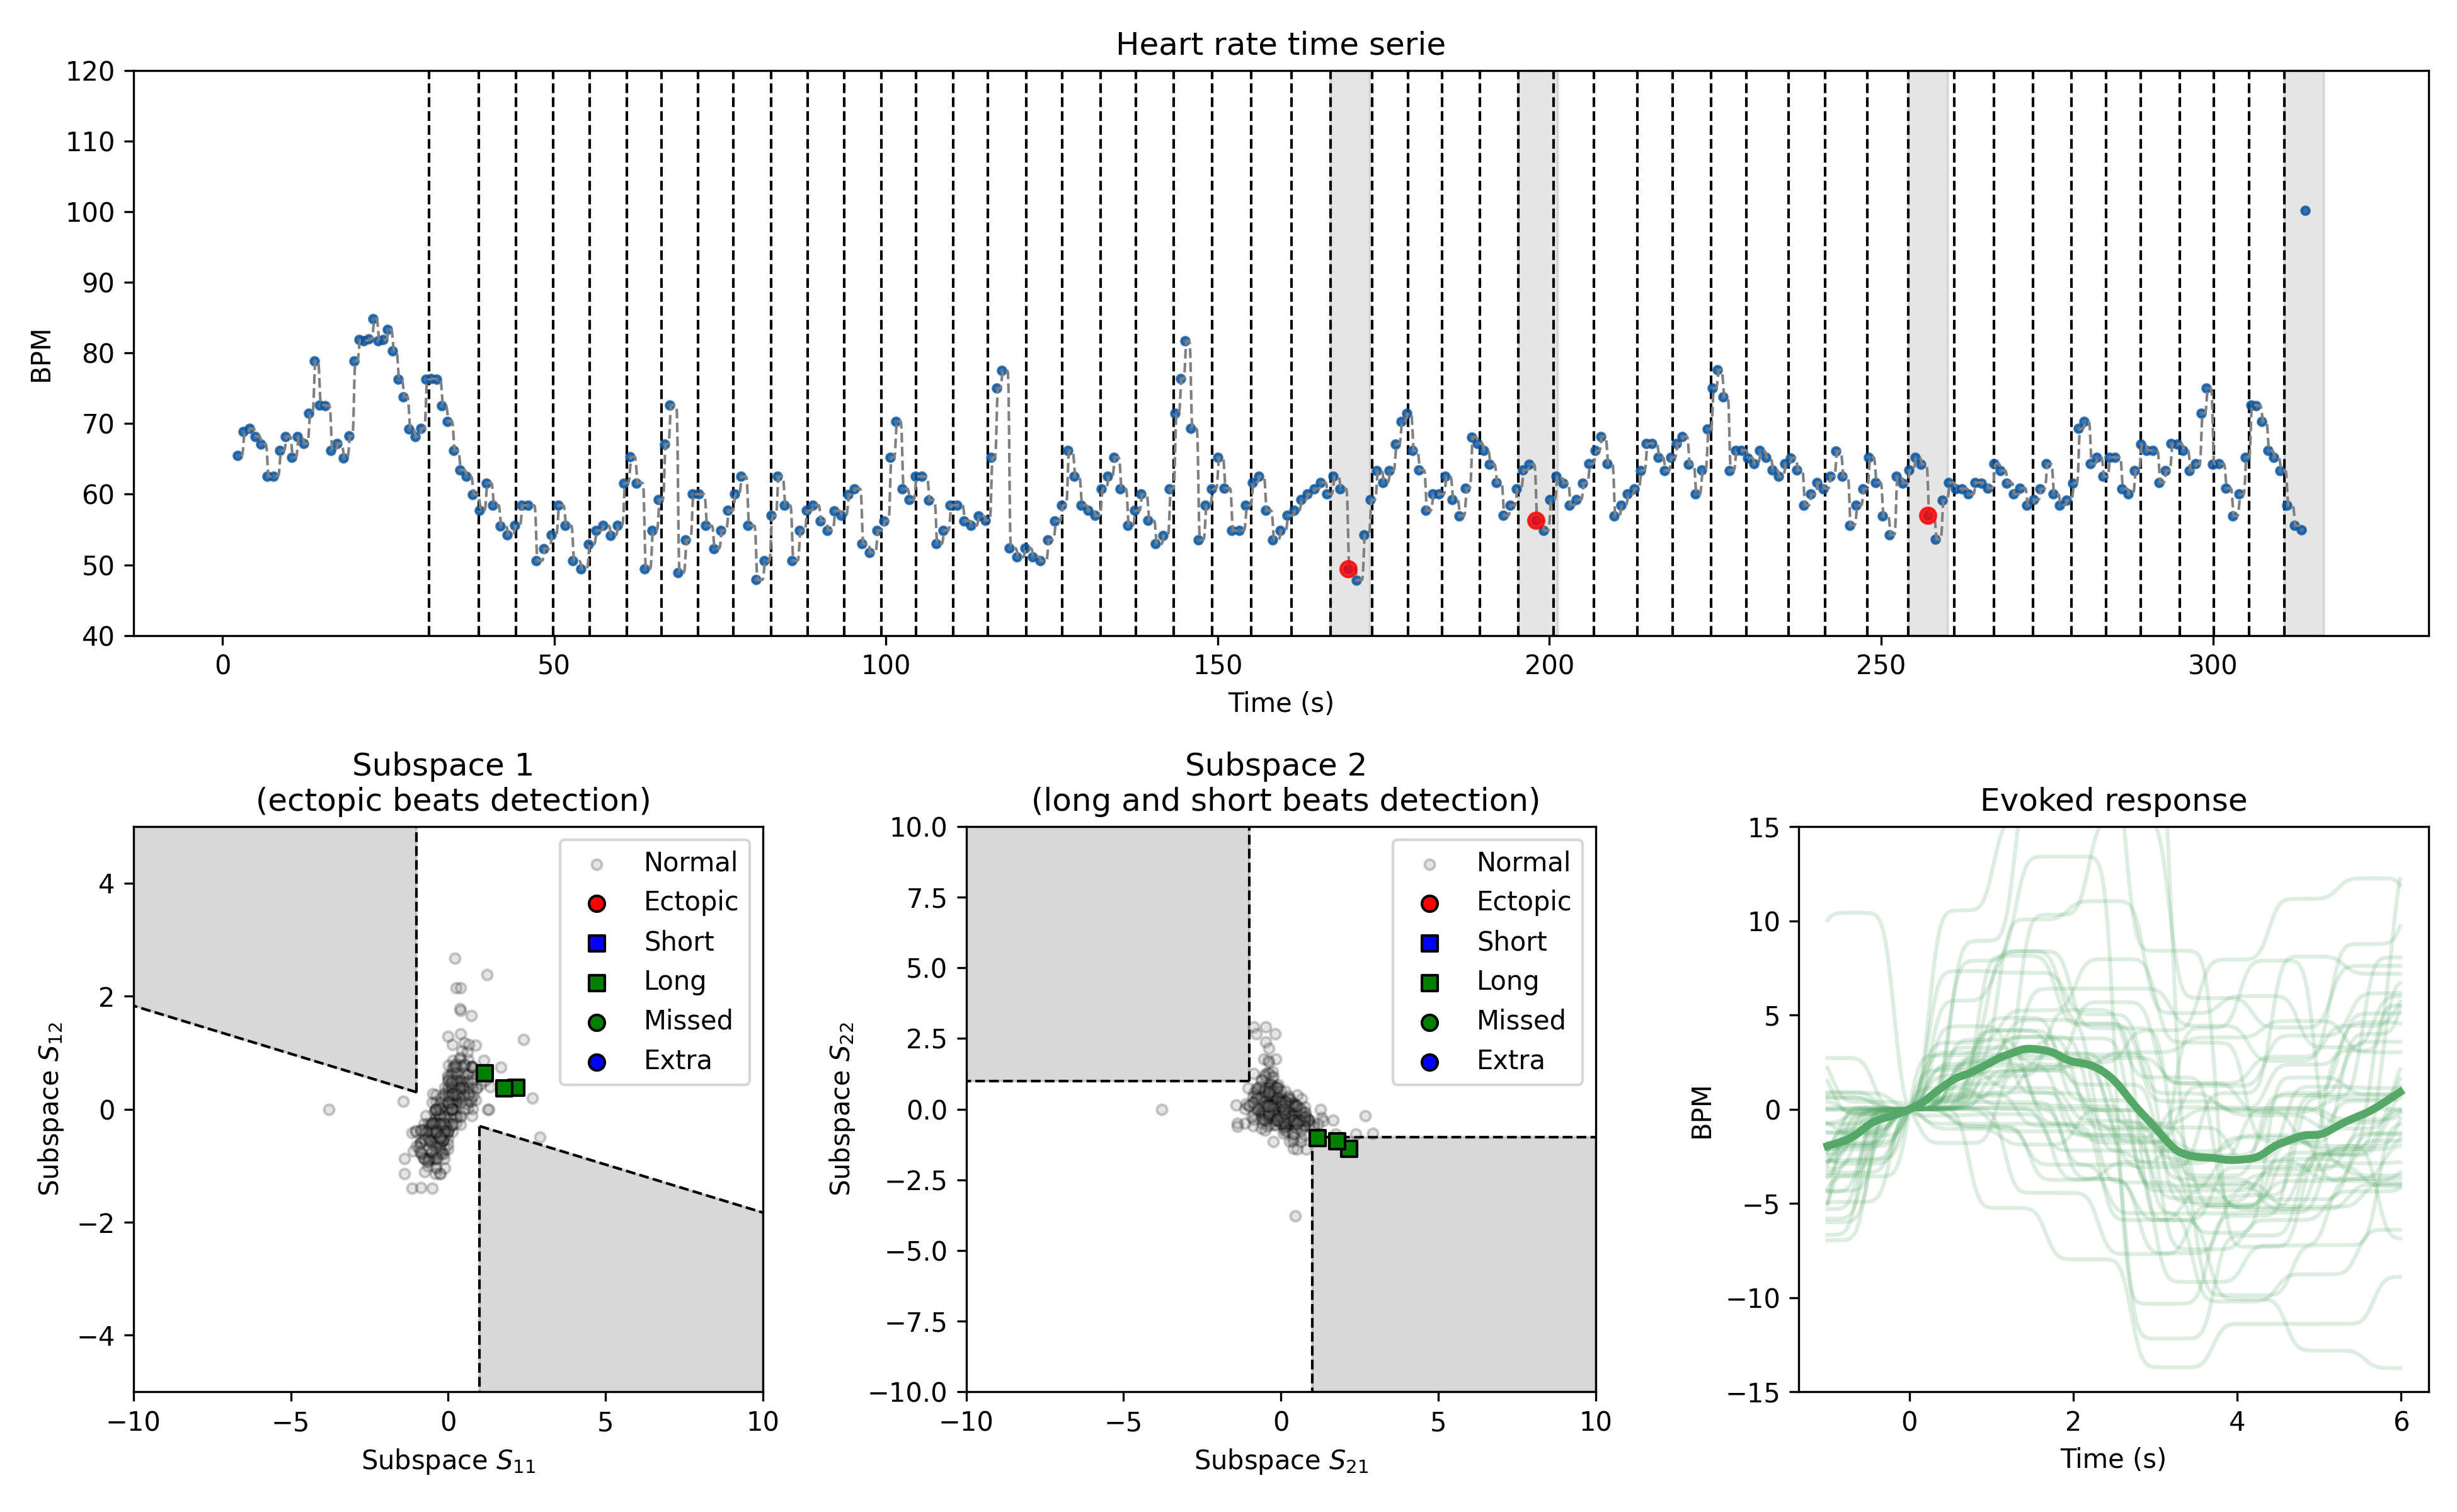 Heart rate time serie
120
110
100
90
80
70
60
50
40
BPM
0 50 100 150 200 250 300
Time (s)
Subspace 1
(ectopic beats detection)
4
2
0
−2
−4
Subspace S12
−10 −5 0 5 10
Subspace S11
Normal
Ectopic
Short
Long
Missed
Extra
Subspace 2
(long and short beats detection)
10.0
7.5
5.0
2.5
0.0
−2.5
−5.0
−7.5
−10.0
Subspace S22
−10 −5 0 5 10
Subspace S21
Normal
Ectopic
Short
Long
Missed
Extra
Evoked response
15
10
5
0
−5
−10
−15
BPM
0 2 4 6
Time (s)